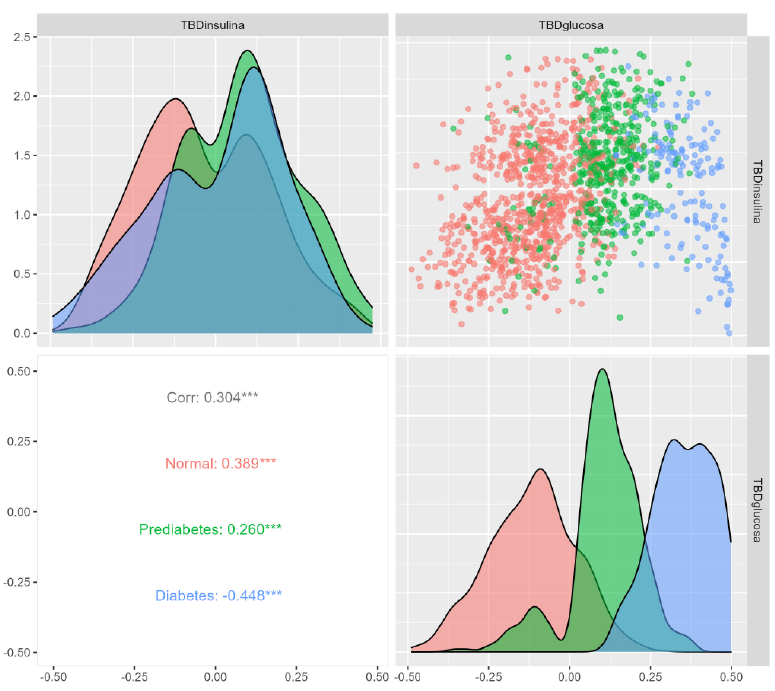 TBDinsulina
TBDglucosa
2.5
2.0
1.5
1.0
0.5
0.0
TBDinsulina
0.50
0.25
0.00
-0.25
-0.50
Corr: 0.304***
Normal: 0.389***
Prediabetes: 0.260***
Diabetes: -0.448***
TBDglucosa
-0.50
-0.25
0.00
0.25
0.50
-0.50
-0.25
0.00
0.25
0.50